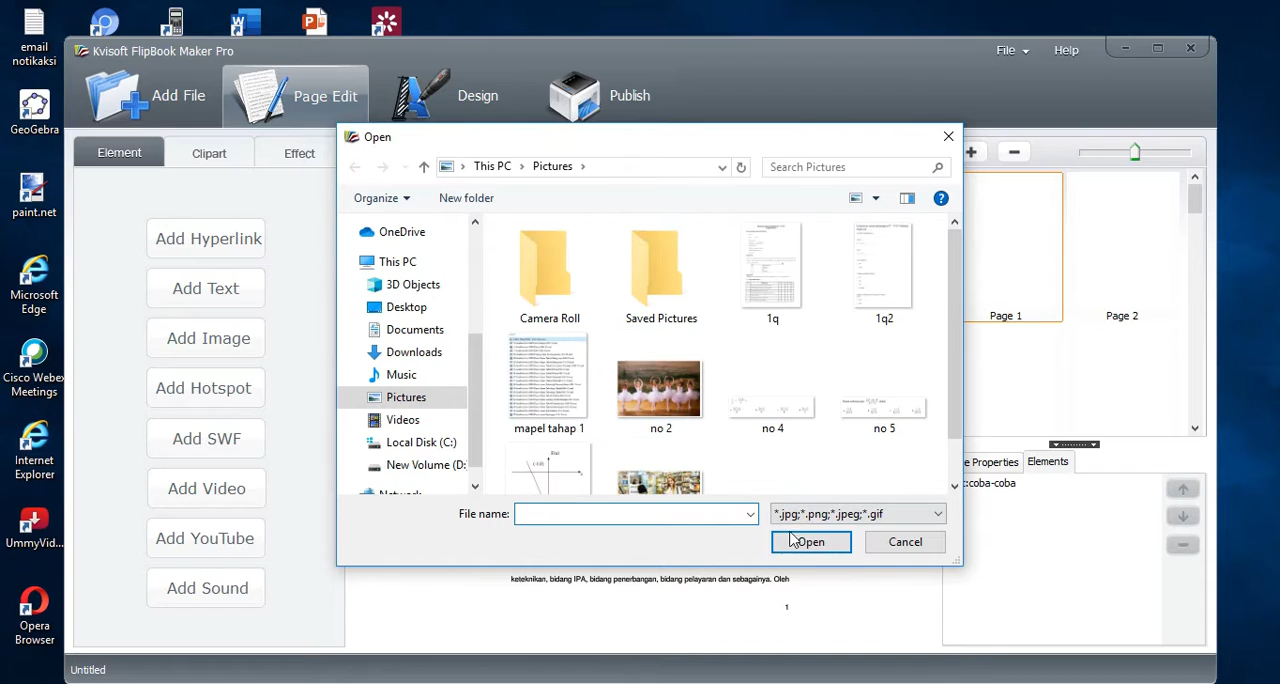 email
notikaksi
Kvisoft FlipBook Maker Pro
File
Help
Add File
Page Edit
Design
Publish
GeoGebra
Open
Element
Clipart
Effect
This PC
Pictures
Search Pictures
Organize
New folder
paint.net
Add Hyperlink
OneDrive
This PC
3D Objects
Add Text
Desktop
Microsoft
Edge
Documents
Camera Roll
Saved Pictures
1q
1q2
Page 1
Page 2
Add Image
Downloads
Music
Cisco Webex
Meetings
Add Hotspot
Pictures
Videos
mapel tahap 1
no 2
no 4
no 5
Add SWF
Local Disk (C:)
New Volume (D:
Internet
Explorer
e Properties
Elements
Add Video
Network
:coba-coba
File name:
*.jpg;*.png;*.jpeg;*.gif
UmmyVid...
Add YouTube
Open
Cancel
Add Sound
keteknikan, bidang IPA, bidang penerbangan, bidang pelayaran dan sebagainya. Oleh
1
Opera
Browser
Untitled